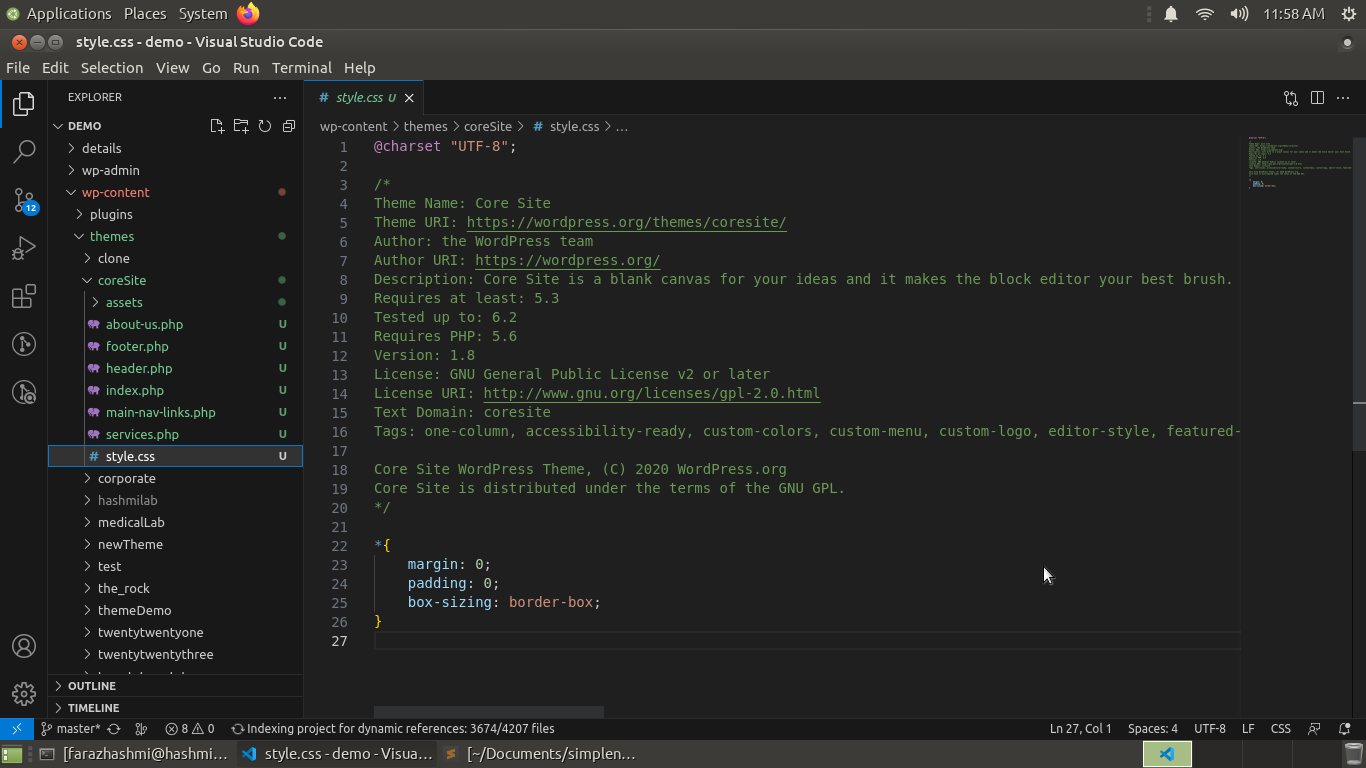 Applications Places System
11:58 AM
style.css - demo - Visual Studio Code
File Edit Selection View Go Run Terminal Help
EXPLORER
DEMO
details
wp-admin
wp-content
plugins
themes
clone
coreSite
assets
about-us.php U
footer.php U
header.php U
index.php U
main-nav-links.php U
services.php U
# style.css U
corporate
hashmilab
medicalLab
newTheme
test
the_rock
themeDemo
twentytwentyone
twentytwentythree
OUTLINE
TIMELINE
12
# style.css U
wp-content > themes > coreSite > # style.css > ...
1 @charset "UTF-8";
2
3 /*
4 Theme Name: Core Site
5 Theme URI: https://wordpress.org/themes/coresite/
6 Author: the WordPress team
7 Author URI: https://wordpress.org/
8 Description: Core Site is a blank canvas for your ideas and it makes the block editor your best brush.
9 Requires at least: 5.3
10 Tested up to: 6.2
11 Requires PHP: 5.6
12 Version: 1.8
13 License: GNU General Public License v2 or later
14 License URI: http://www.gnu.org/licenses/gpl-2.0.html
15 Text Domain: coresite
16 Tags: one-column, accessibility-ready, custom-colors, custom-menu, custom-logo, editor-style, featured-
17
18 Core Site WordPress Theme, (C) 2020 WordPress.org
19 Core Site is distributed under the terms of the GNU GPL.
20 */
21
22 *{
23 margin: 0;
24 padding: 0;
25 box-sizing: border-box;
26 }
27
master* 8 0 Indexing project for dynamic references: 3674/4207 files Ln 27, Col 1 Spaces: 4 UTF-8 LF CSS
[farazhashmi@hashmi... style.css - demo - Visua... [~/Documents/simplen...